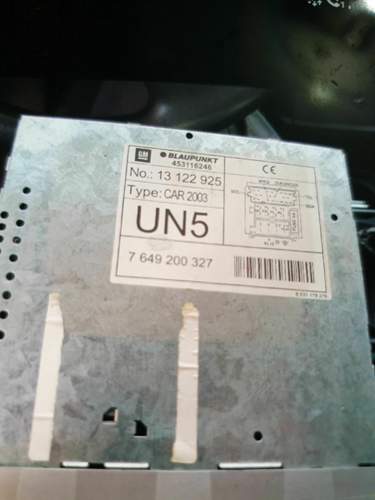 GM BLAUPUNKT
453116246
No.: 13 122 925
Type: CAR 2003
UN5
7 649 200 327
CE